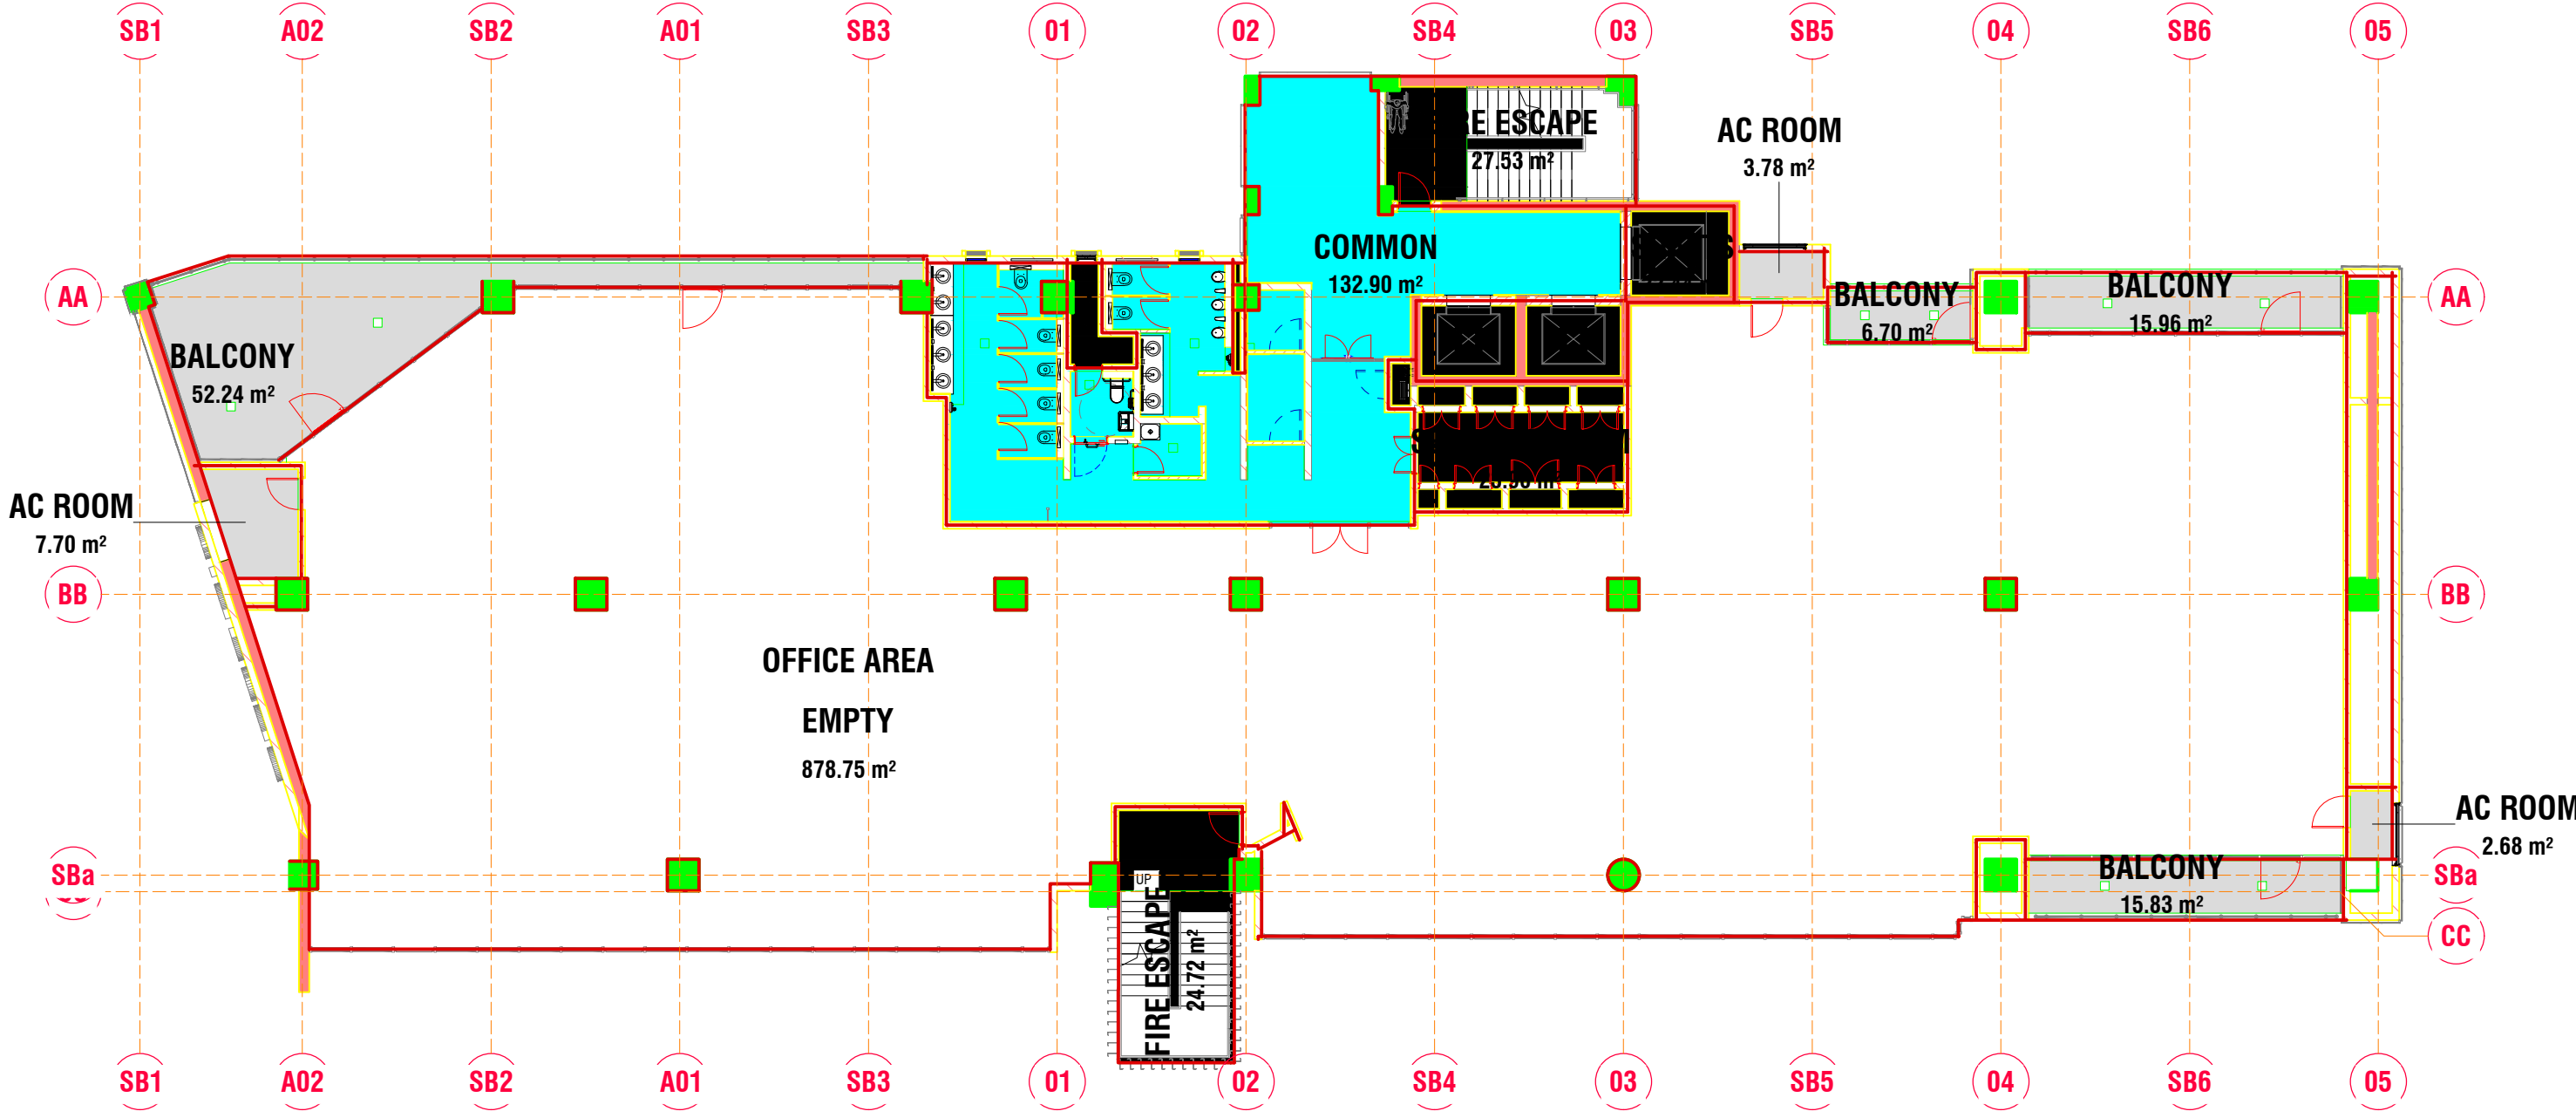 SB1 A02 SB2 A01 SB3 01 02 SB4 03 SB5 04 SB6 05
RE ESCAPE
27.53 m²
AC ROOM
3.78 m²
COMMON
132.90 m²
AA
AA
BALCONY
6.70 m²
BALCONY
15.96 m²
BALCONY
52.24 m²
AC ROOM
7.70 m²
BB
BB
OFFICE AREA
EMPTY
878.75 m²
AC ROOM
2.68 m²
SBa
SBa
BALCONY
15.83 m²
UP
FIRE ESCAPE
24.72 m²
CC
SB1 A02 SB2 A01 SB3 01 02 SB4 03 SB5 04 SB6 05